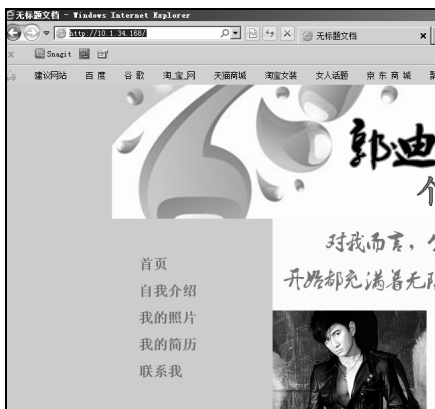 无标题文档 - Windows Internet Explorer
http://10.1.34.168/
无标题文档
Snagit
建议网站 百度 谷歌 淘_宝_网 天猫商城 淘宝女装 女人话题 京东商城
郭迪
个
对我而言，
开始都充满着无
首页
自我介绍
我的照片
我的简历
联系我